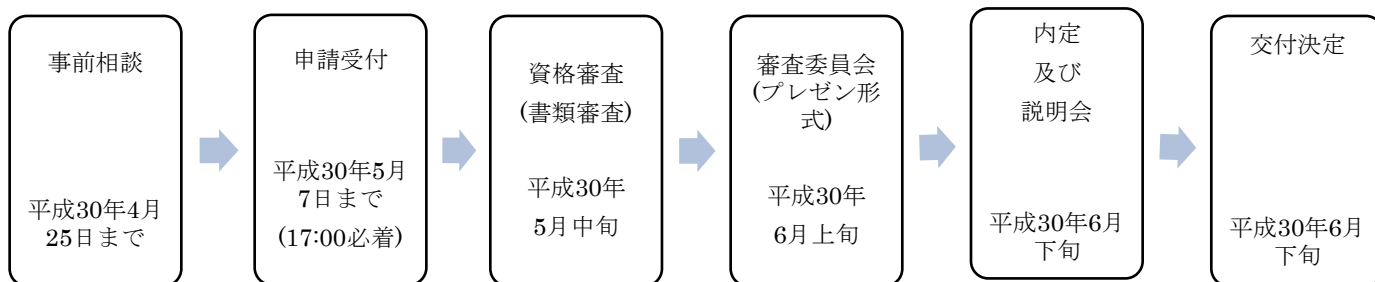 事前相談
平成30年4月
25日まで
申請受付
平成30年5月
7日まで
(17:00必着)
資格審査
(書類審査)
平成30年
5月中旬
審査委員会
(プレゼン形
式)
平成30年
6月上旬
内定
及び
説明会
平成30年6月
下旬
交付決定
平成30年6月
下旬